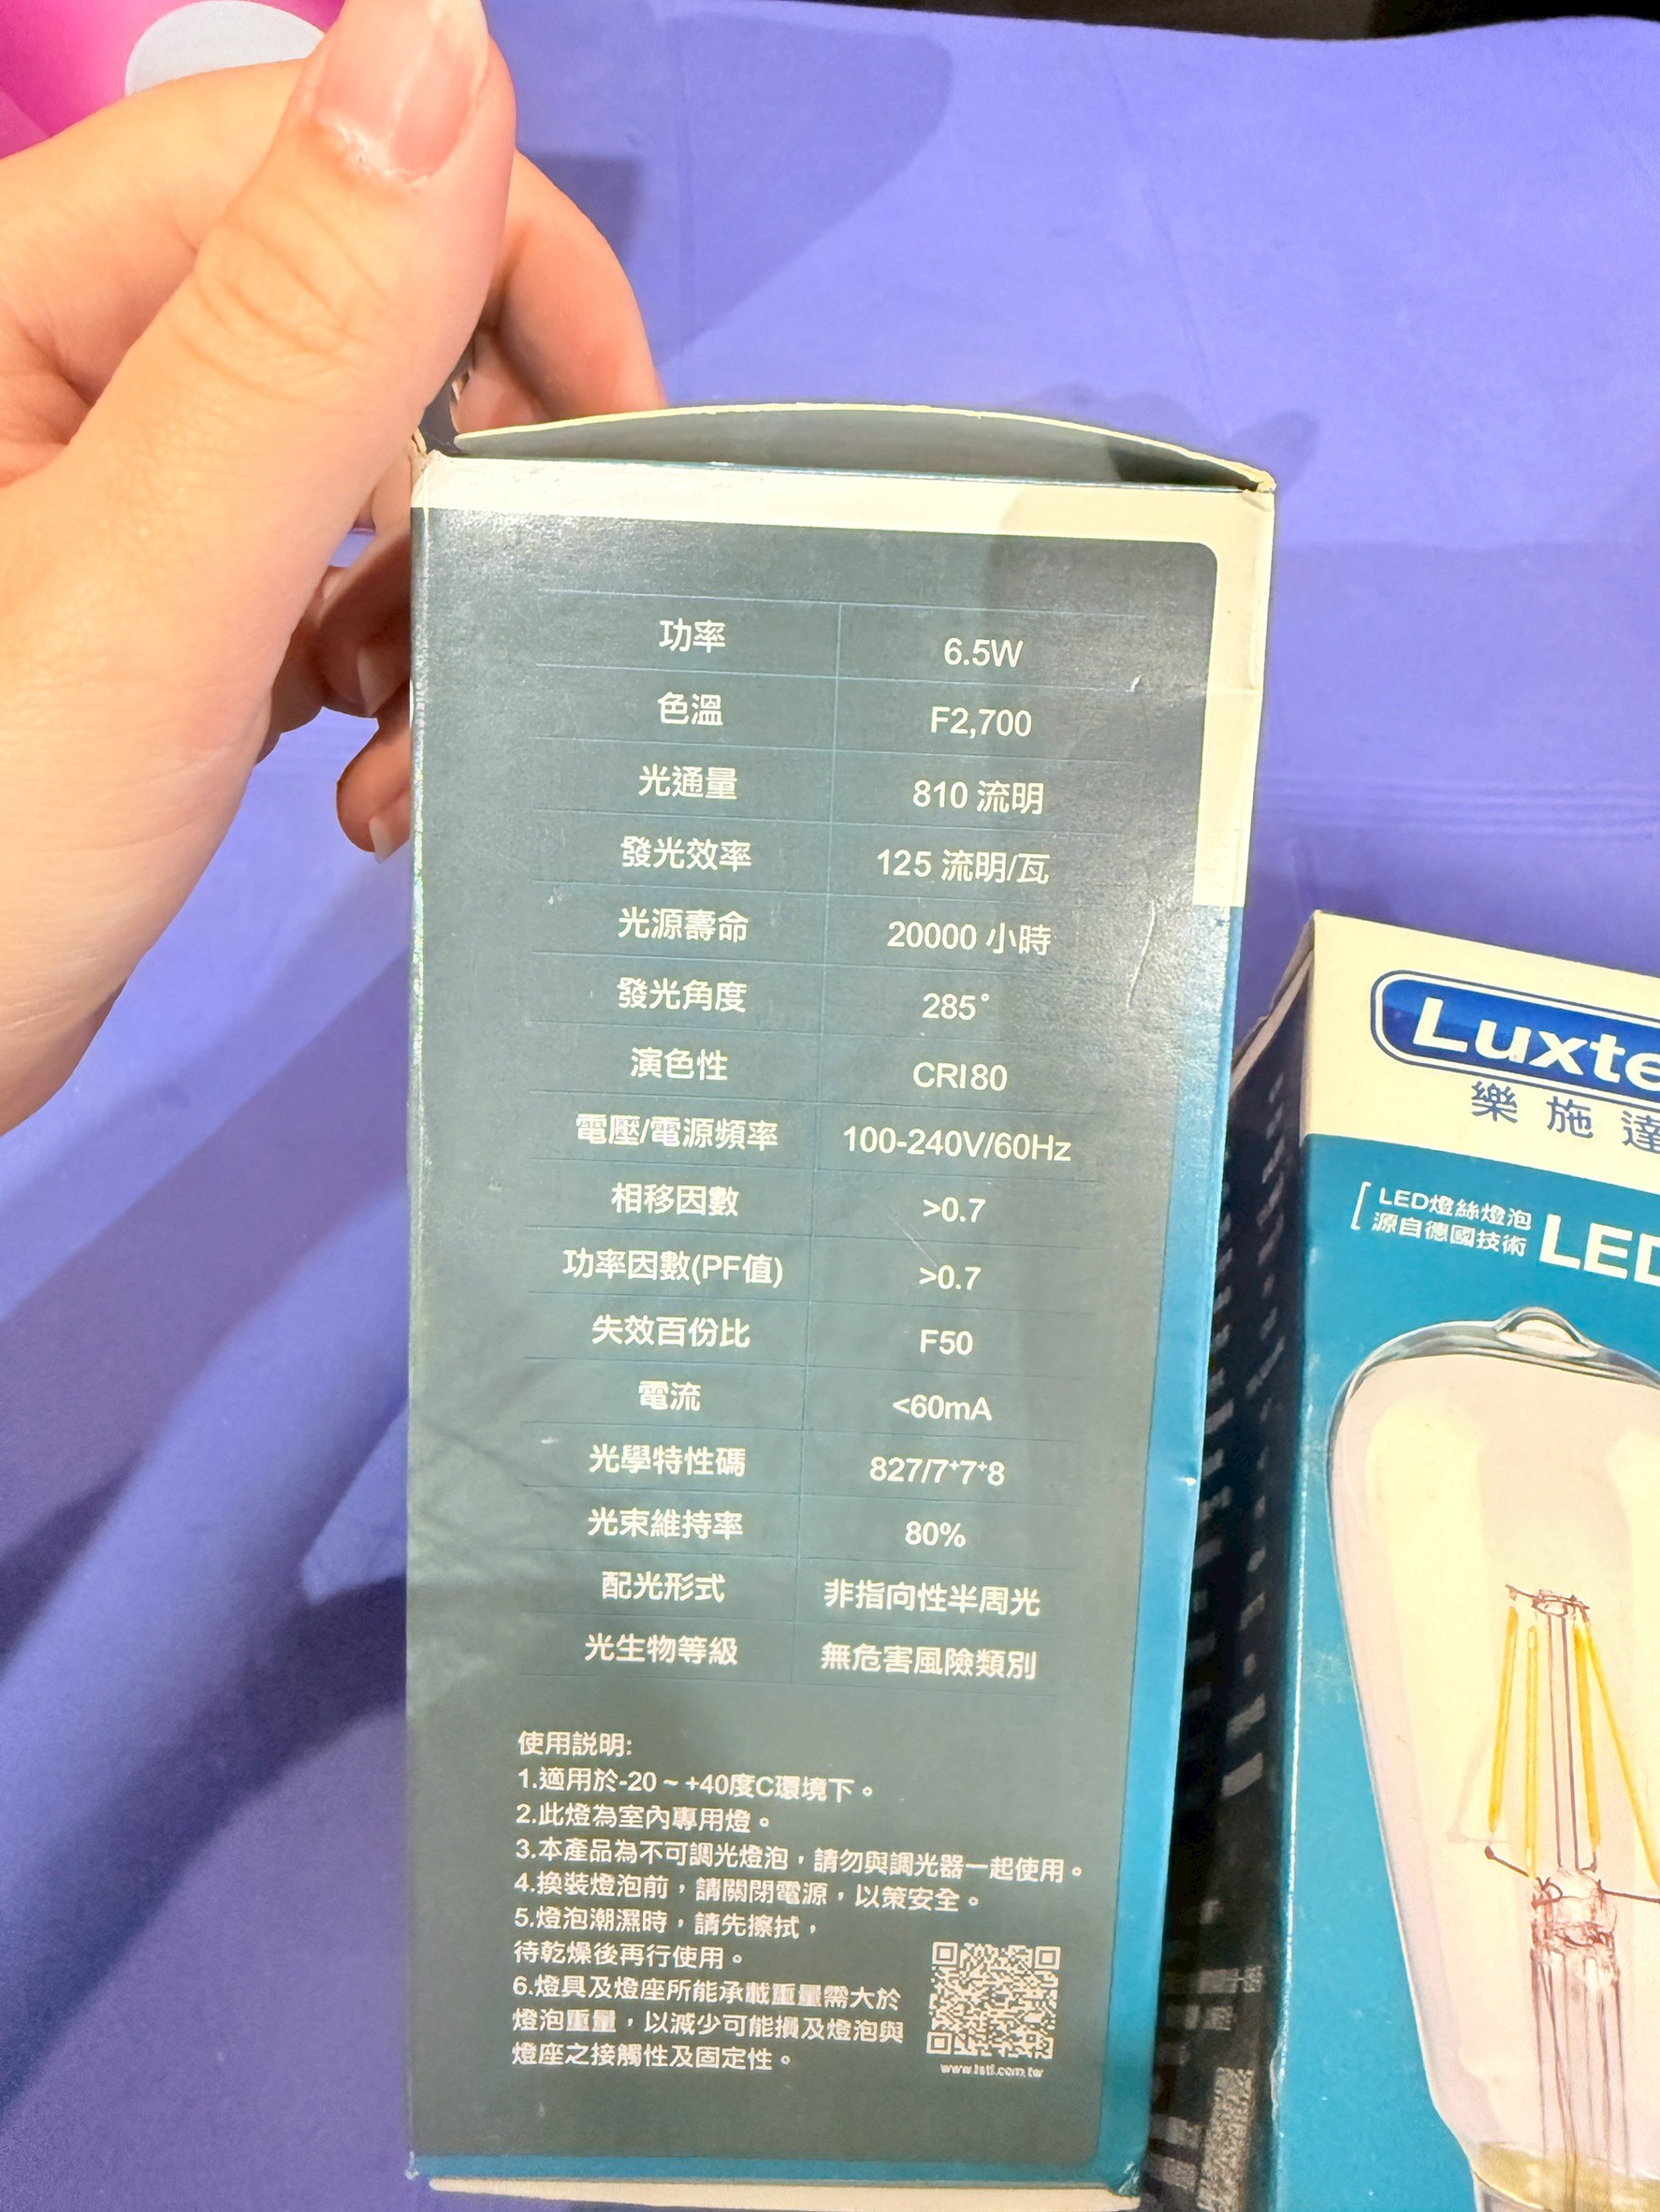 功率 6.5W
色溫 F2,700
光通量 810 流明
發光效率 125 流明/瓦
光源壽命 20000 小時
發光角度 285°
演色性 CRI80
電壓/電源頻率 100-240V/60Hz
相移因數 >0.7
功率因數(PF值) >0.7
失效百份比 F50
電流 <60mA
光學特性碼 827/7⁺7⁺8
光束維持率 80%
配光形式 非指向性半周光
光生物等級 無危害風險類別
使用説明:
1.適用於-20 ~ +40度C環境下。
2.此燈為室內專用燈。
3.本產品為不可調光燈泡，請勿與調光器一起使用。
4.換裝燈泡前，請關閉電源，以策安全。
5.燈泡潮濕時，請先擦拭，
待乾燥後再行使用。
6.燈具及燈座所能承載重量需大於
燈泡重量，以減少可能損及燈泡與
燈座之接觸性及固定性。
Luxte
樂施達
LED燈絲燈泡
源自德國技術
LED